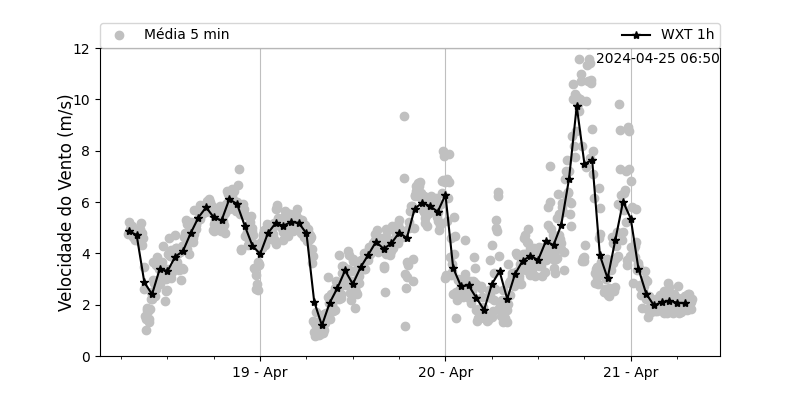 Média 5 min
WXT 1h
2024-04-25 06:50
Velocidade do Vento (m/s)
12
10
8
6
4
2
0
19 - Apr
20 - Apr
21 - Apr